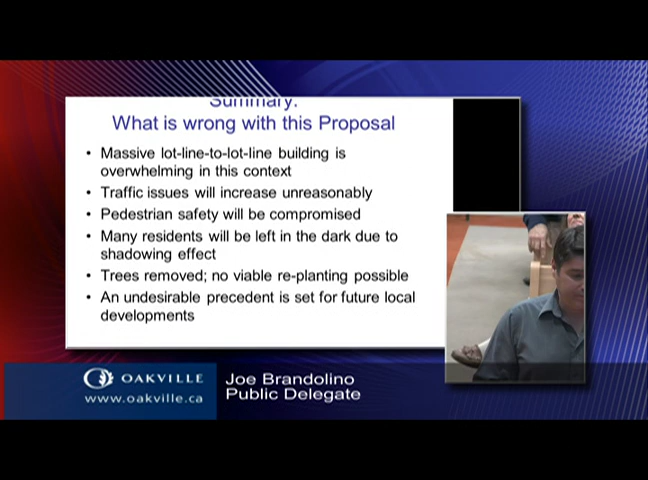 Summary:
What is wrong with this Proposal
• Massive lot-line-to-lot-line building is
overwhelming in this context
• Traffic issues will increase unreasonably
• Pedestrian safety will be compromised
• Many residents will be left in the dark due to
shadowing effect
• Trees removed; no viable re-planting possible
• An undesirable precedent is set for future local
developments
OAKVILLE
www.oakville.ca
Joe Brandolino
Public Delegate